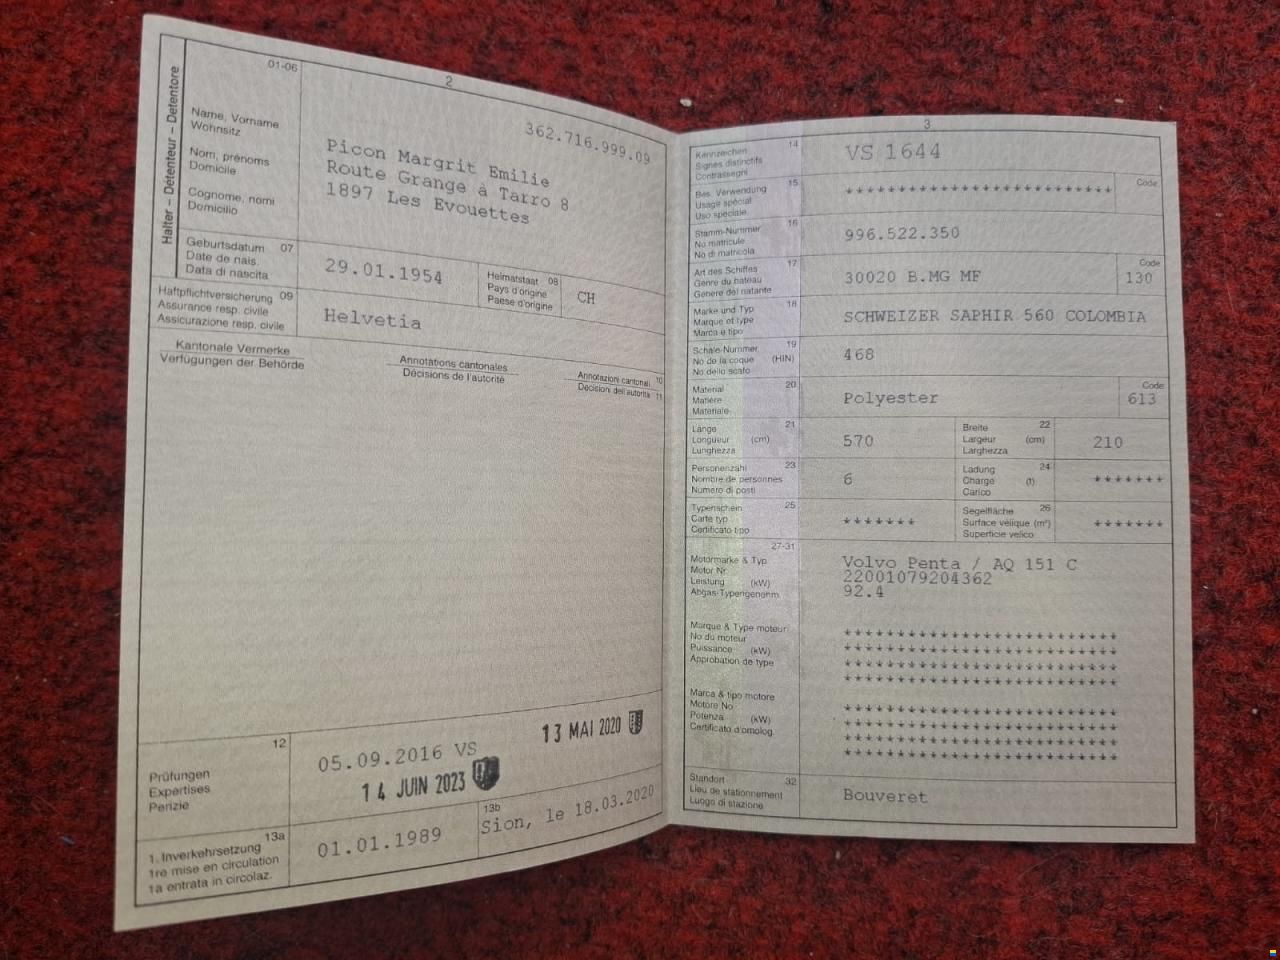 2
01-06
362.716.999.09
Halter – Détenteur – Detentore
Name, Vorname
Wohnsitz
Nom, prénoms
Domicile
Cognome, nomi
Domicilio
Picon Margrit Emilie
Route Grange à Tarro 8
1897 Les Evouettes
Geburtsdatum 07
Date de nais.
Data di nascita
29.01.1954
Heimatstaat 08
Pays d'origine
Paese d'origine
CH
Haftpflichtversicherung 09
Assurance resp. civile
Assicurazione resp. civile
Helvetia
Kantonale Vermerke
Verfügungen der Behörde
Annotations cantonales
Décisions de l'autorité
Annotazioni cantonali 10
Decisioni dell'autorità 11
12
Prüfungen
Expertises
Perizie
05.09.2016 VS
13 MAI 2020
14 JUIN 2023
13a
1. Inverkehrsetzung
1re mise en circulation
1a entrata in circolaz.
01.01.1989
13b
Sion, le 18.03.2020
3
Kennzeichen 14
Signes distinctifs
Contrassegni
VS 1644
Bes. Verwendung 15
Usage spécial
Uso speciale
*************************
Code
Stamm-Nummer 16
No matricule
No di matricola
996.522.350
Art des Schiffes 17
Genre du bateau
Genere del natante
30020 B.MG MF
Code
130
Marke und Typ 18
Marque et type
Marca e tipo
SCHWEIZER SAPHIR 560 COLOMBIA
Schale-Nummer 19
No de la coque (HIN)
No dello scafo
468
Material 20
Matière
Materiale
Polyester
Code
613
Länge 21
Longueur (cm)
Lunghezza
570
Breite 22
Largeur (cm)
Larghezza
210
Personenzahl 23
Nombre de personnes
Numero di posti
6
Ladung 24
Charge (t)
Carico
*******
Typenschein 25
Carte typ
Certificato tipo
*******
Segelfläche 26
Surface vélique (m²)
Superficie velico
*******
27-31
Motormarke & Typ
Motor Nr.
Leistung (kW)
Abgas-Typengenehm.
Volvo Penta / AQ 151 C
22001079204362
92.4
Marque & Type moteur
No du moteur
Puissance (kW)
Approbation de type
*************************
*************************
*************************
*************************
Marca & tipo motore
Motore No
Potenza (kW)
Certificato d'omolog.
*************************
*************************
*************************
*************************
Standort 32
Lieu de stationnement
Luogo di stazione
Bouveret